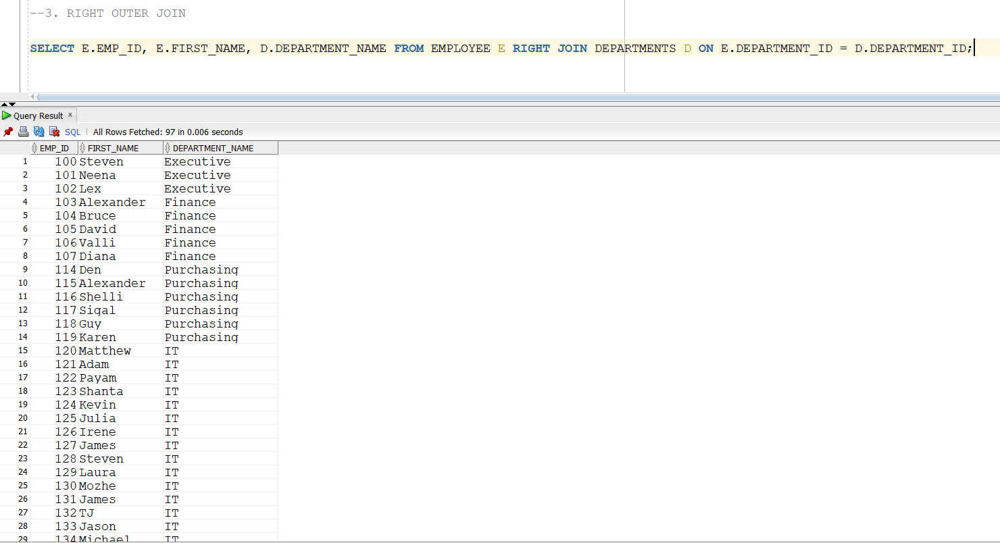 --3. RIGHT OUTER JOIN
SELECT E.EMP_ID, E.FIRST_NAME, D.DEPARTMENT_NAME FROM EMPLOYEE E RIGHT JOIN DEPARTMENTS D ON E.DEPARTMENT_ID = D.DEPARTMENT_ID;
Query Result ×
SQL | All Rows Fetched: 97 in 0.006 seconds
EMP_ID FIRST_NAME DEPARTMENT_NAME
1 100 Steven Executive
2 101 Neena Executive
3 102 Lex Executive
4 103 Alexander Finance
5 104 Bruce Finance
6 105 David Finance
7 106 Valli Finance
8 107 Diana Finance
9 114 Den Purchasing
10 115 Alexander Purchasing
11 116 Shelli Purchasing
12 117 Sigal Purchasing
13 118 Guy Purchasing
14 119 Karen Purchasing
15 120 Matthew IT
16 121 Adam IT
17 122 Payam IT
18 123 Shanta IT
19 124 Kevin IT
20 125 Julia IT
21 126 Irene IT
22 127 James IT
23 128 Steven IT
24 129 Laura IT
25 130 Mozhe IT
26 131 James IT
27 132 TJ IT
28 133 Jason IT
29 134 Michael IT